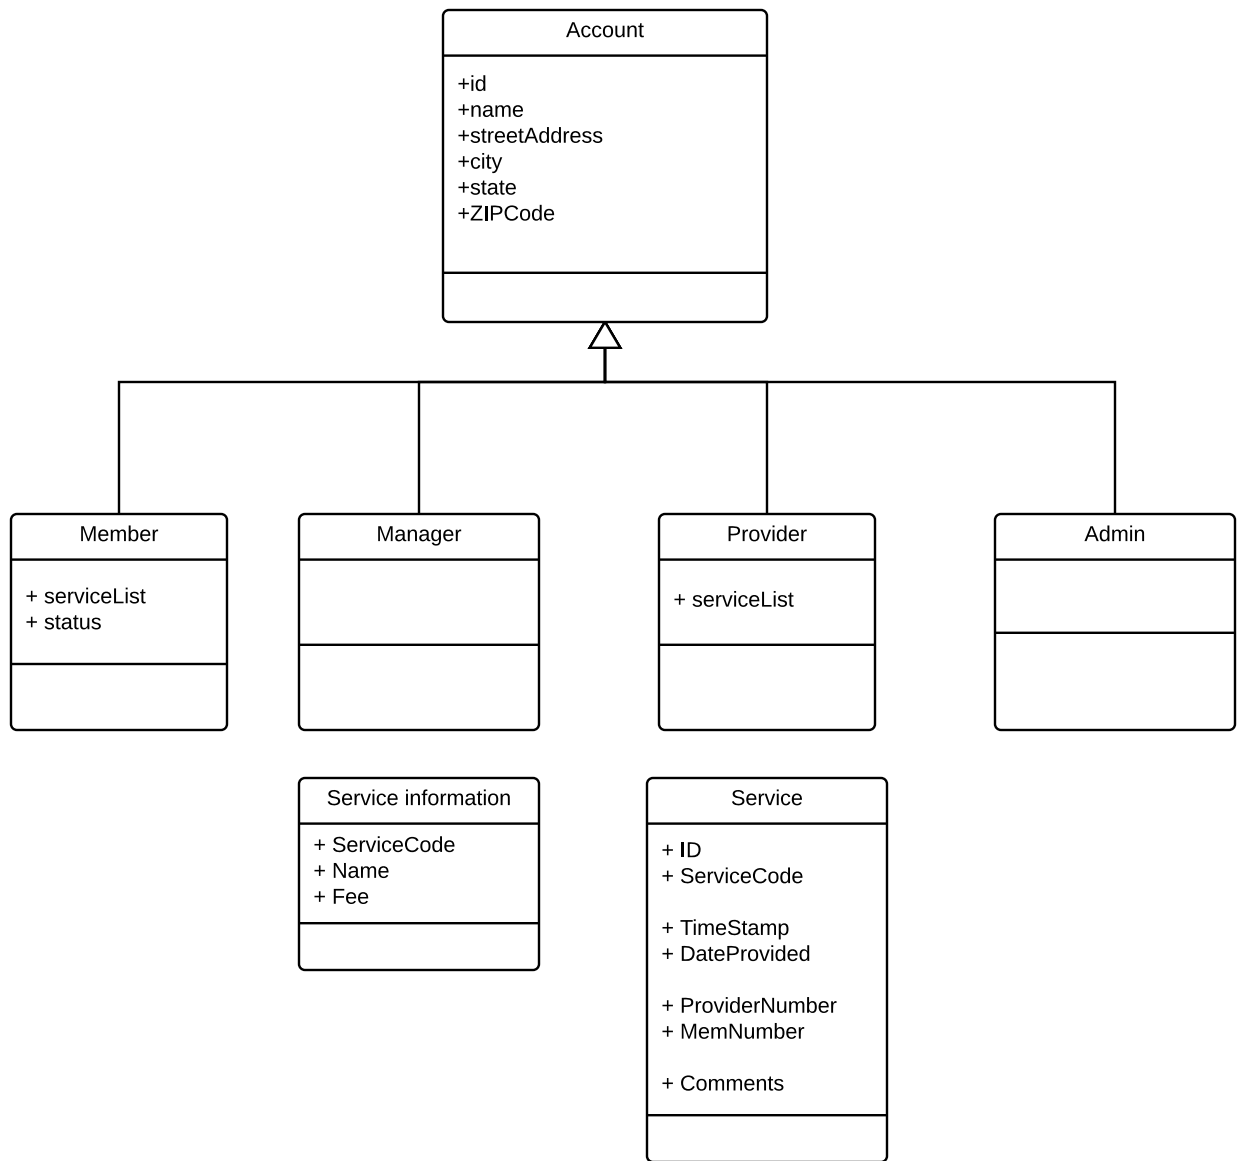 Account
+id
+name
+streetAddress
+city
+state
+ZIPCode
Member
+ serviceList
+ status
Manager
Provider
+ serviceList
Admin
Service information
+ ServiceCode
+ Name
+ Fee
Service
+ ID
+ ServiceCode
+ TimeStamp
+ DateProvided
+ ProviderNumber
+ MemNumber
+ Comments